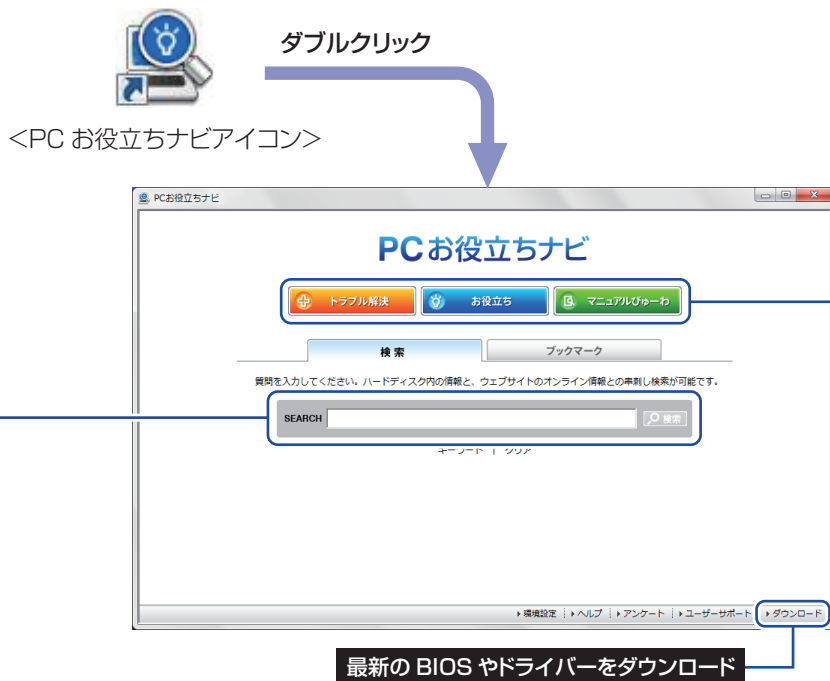 ダブルクリック
<PC お役立ちナビアイコン>
PCお役立ちナビ
PCお役立ちナビ
トラブル解決 お役立ち マニュアルびゅーわ
検索 ブックマーク
質問を入力してください。ハードディスク内の情報と、ウェブサイトのオンライン情報との串刺し検索が可能です。
SEARCH 検索
キーワード | クリア
環境設定 ヘルプ アンケート ユーザーサポート ダウンロード
最新の BIOS やドライバーをダウンロード